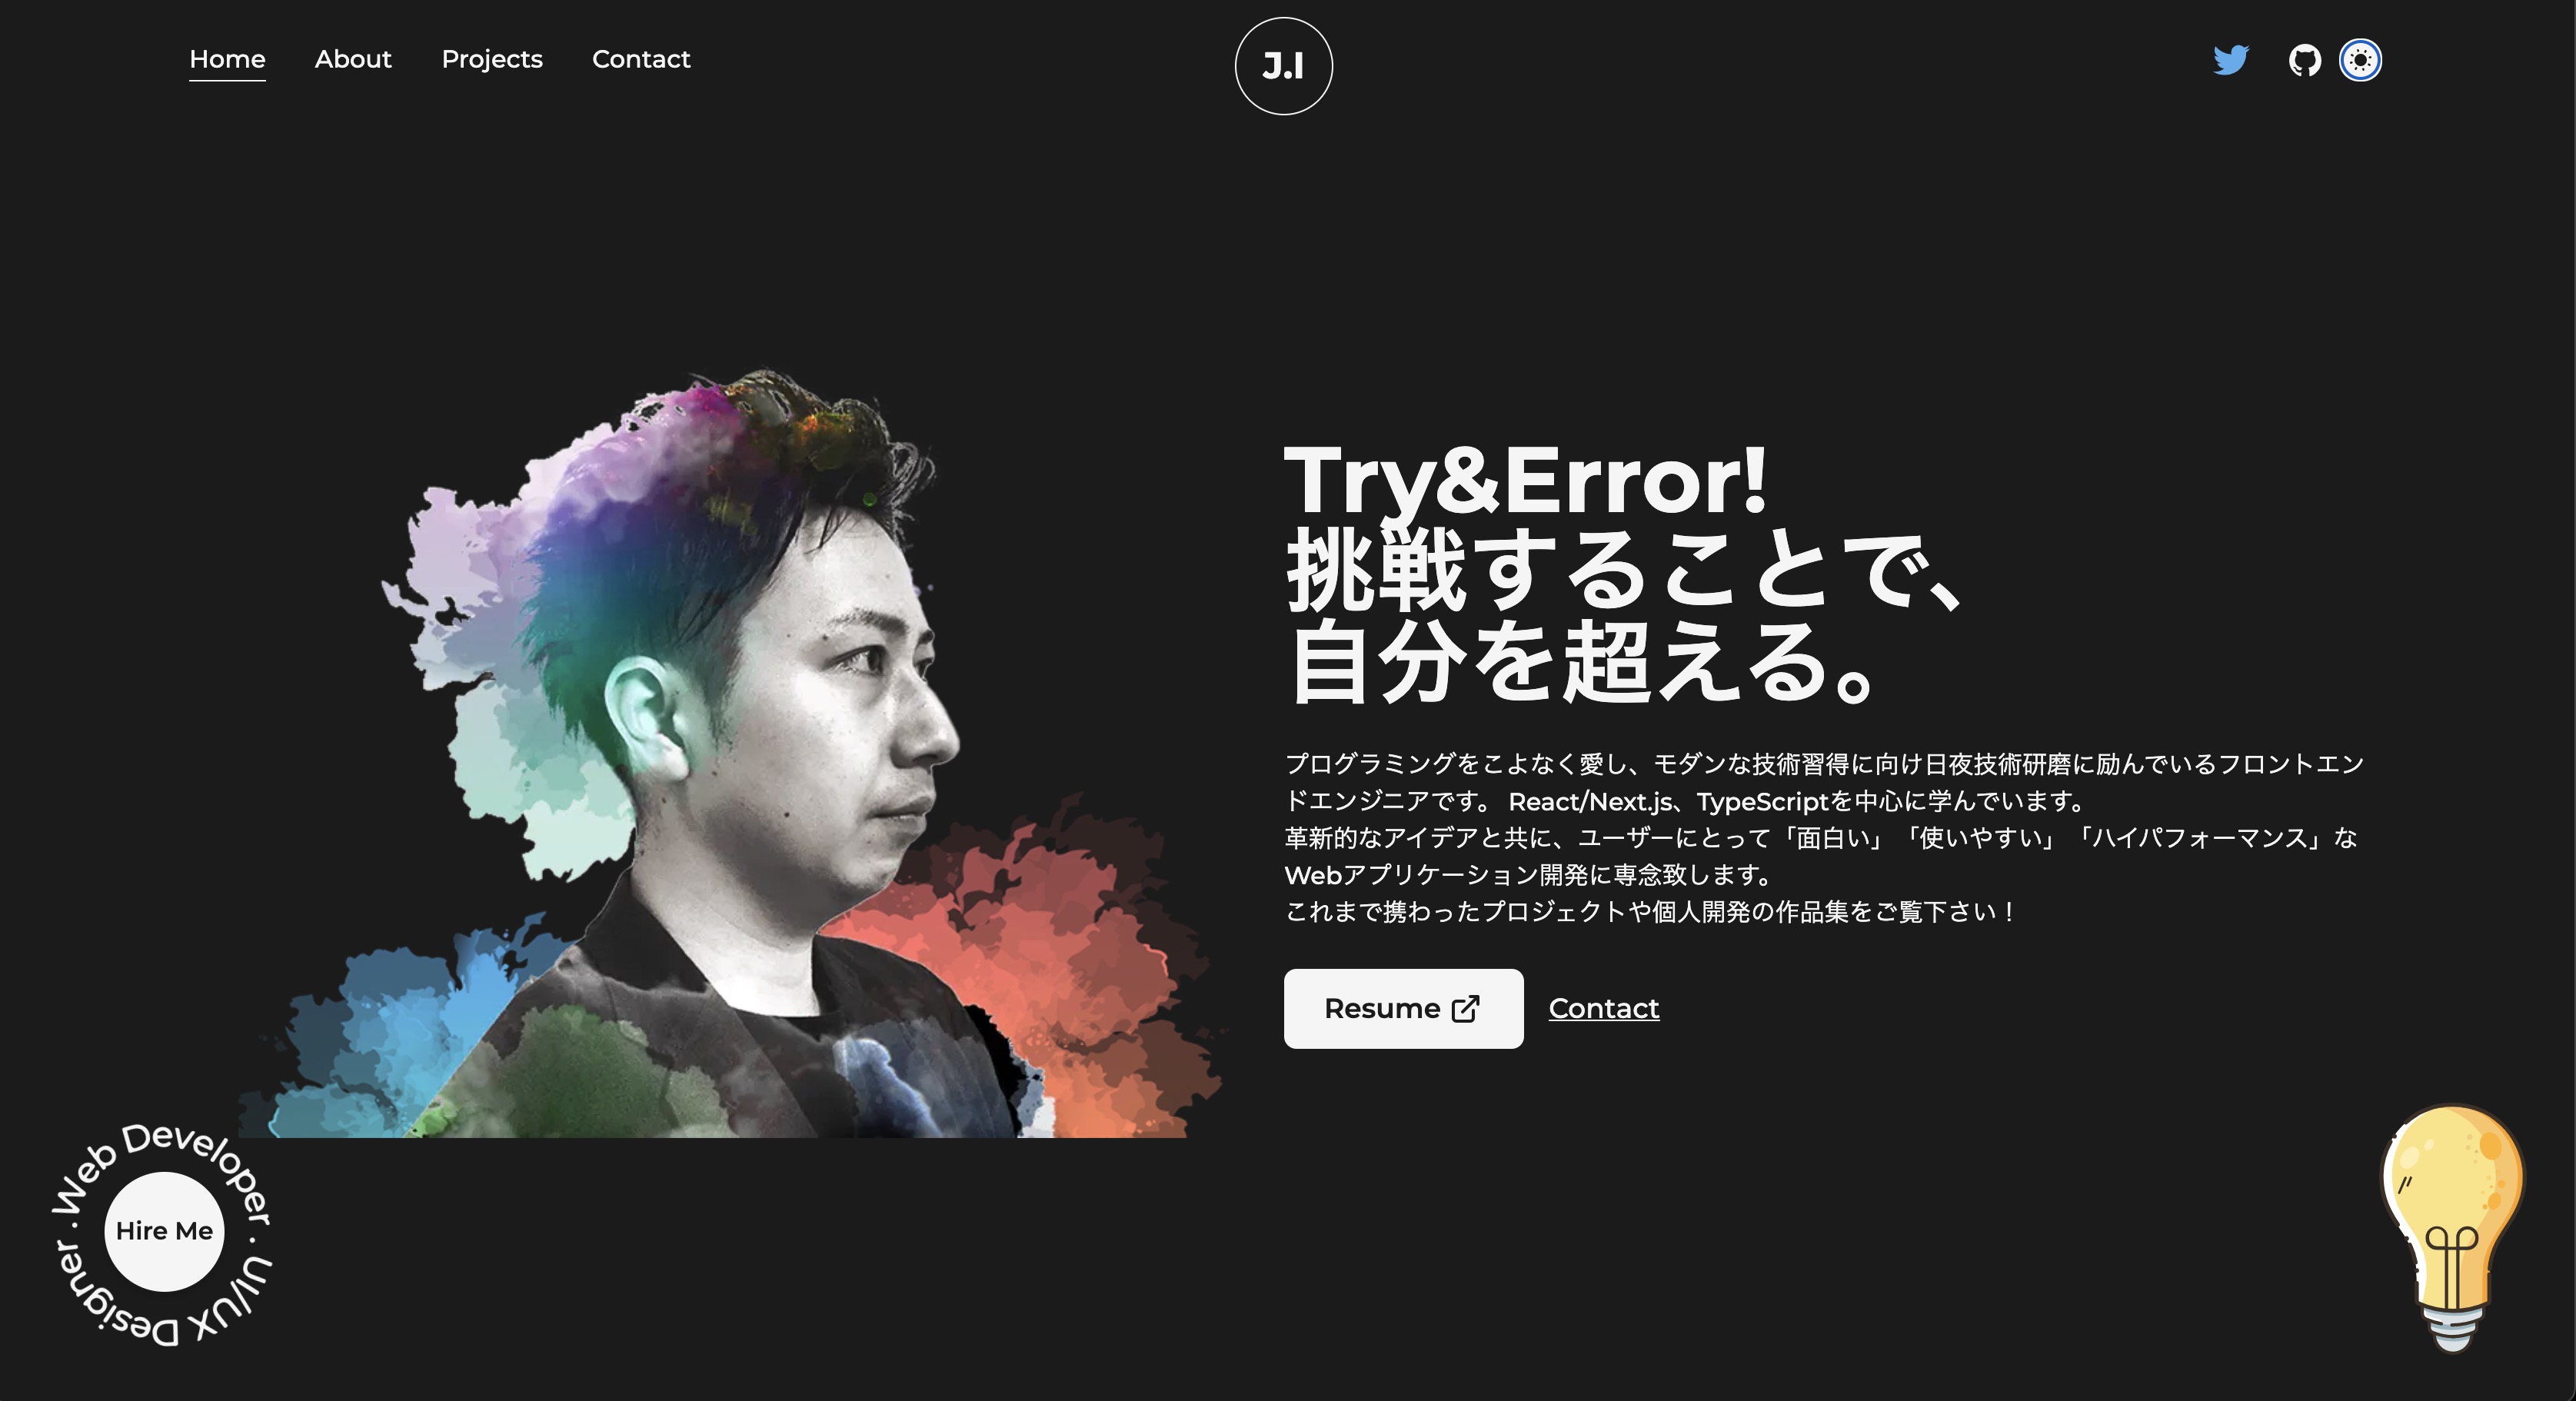 Home
About
Projects
Contact
J.I
Try&Error!
挑戦することで、
自分を超える。
プログラミングをこよなく愛し、モダンな技術習得に向け日夜技術研磨に励んでいるフロントエン
ドエンジニアです。 React/Next.js、TypeScriptを中心に学んでいます。
革新的なアイデアと共に、ユーザーにとって「面白い」「使いやすい」「ハイパフォーマンス」な
Webアプリケーション開発に専念致します。
これまで携わったプロジェクトや個人開発の作品集をご覧下さい！
Resume
Contact
Web Developer · UI/UX Designer ·
Hire Me